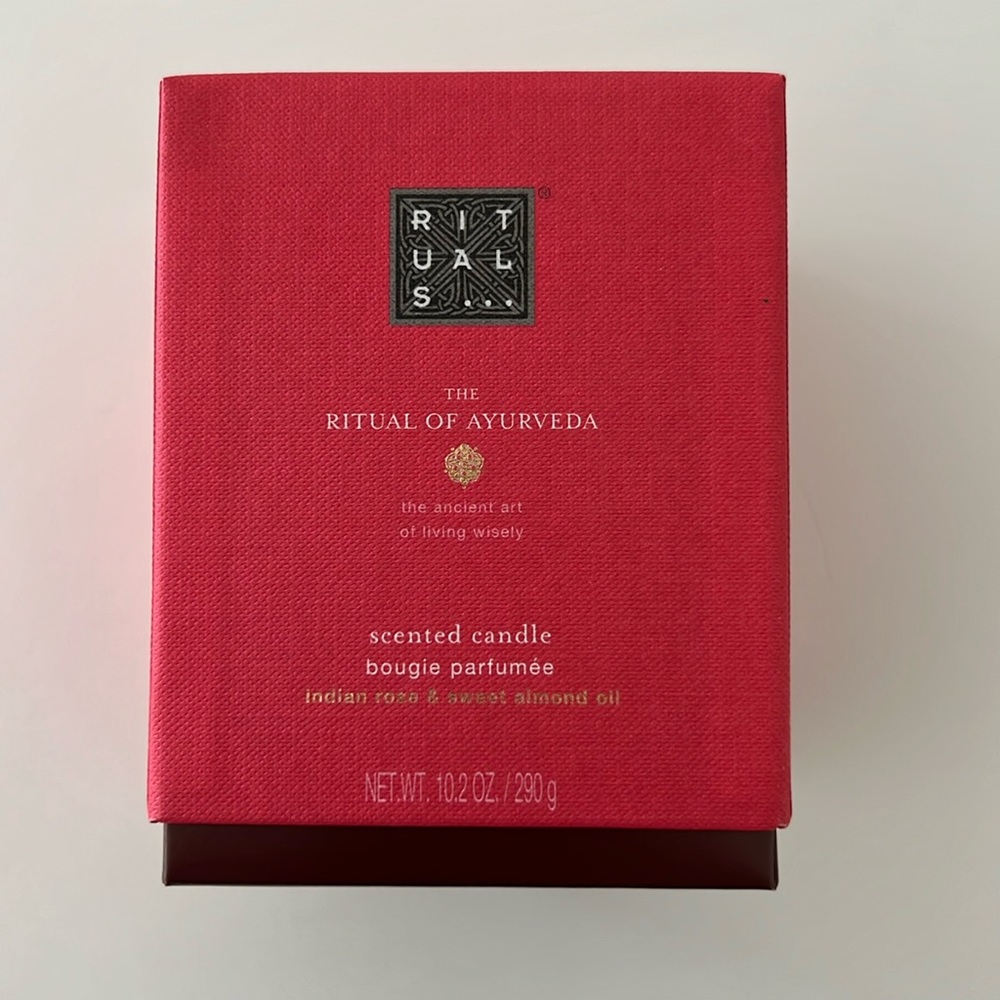 RIT
UAL
S...
®
THE
RITUAL OF AYURVEDA
the ancient art
of living wisely
scented candle
bougie parfumée
indian rose & sweet almond oil
NET.WT. 10.2 OZ. / 290 g